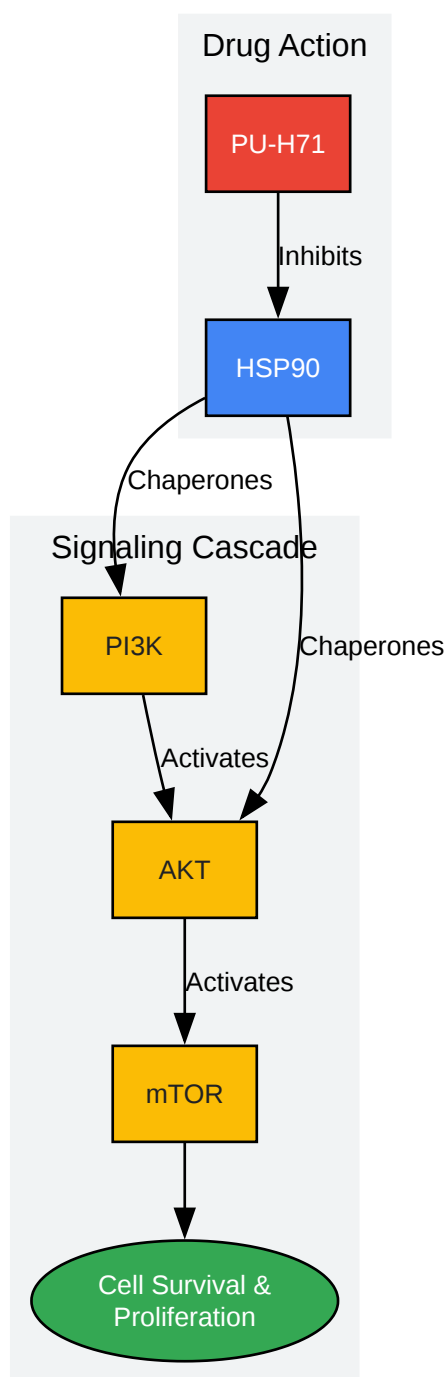 Drug Action
PU-H71
Inhibits
HSP90
Chaperones
Signaling Cascade
PI3K
Chaperones
Activates
AKT
Activates
mTOR
Cell Survival &
Proliferation